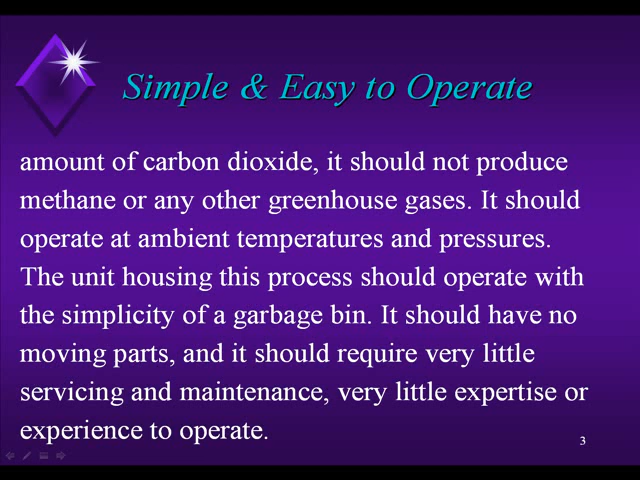 Simple & Easy to Operate
amount of carbon dioxide, it should not produce
methane or any other greenhouse gases. It should
operate at ambient temperatures and pressures.
The unit housing this process should operate with
the simplicity of a garbage bin. It should have no
moving parts, and it should require very little
servicing and maintenance, very little expertise or
experience to operate.
3